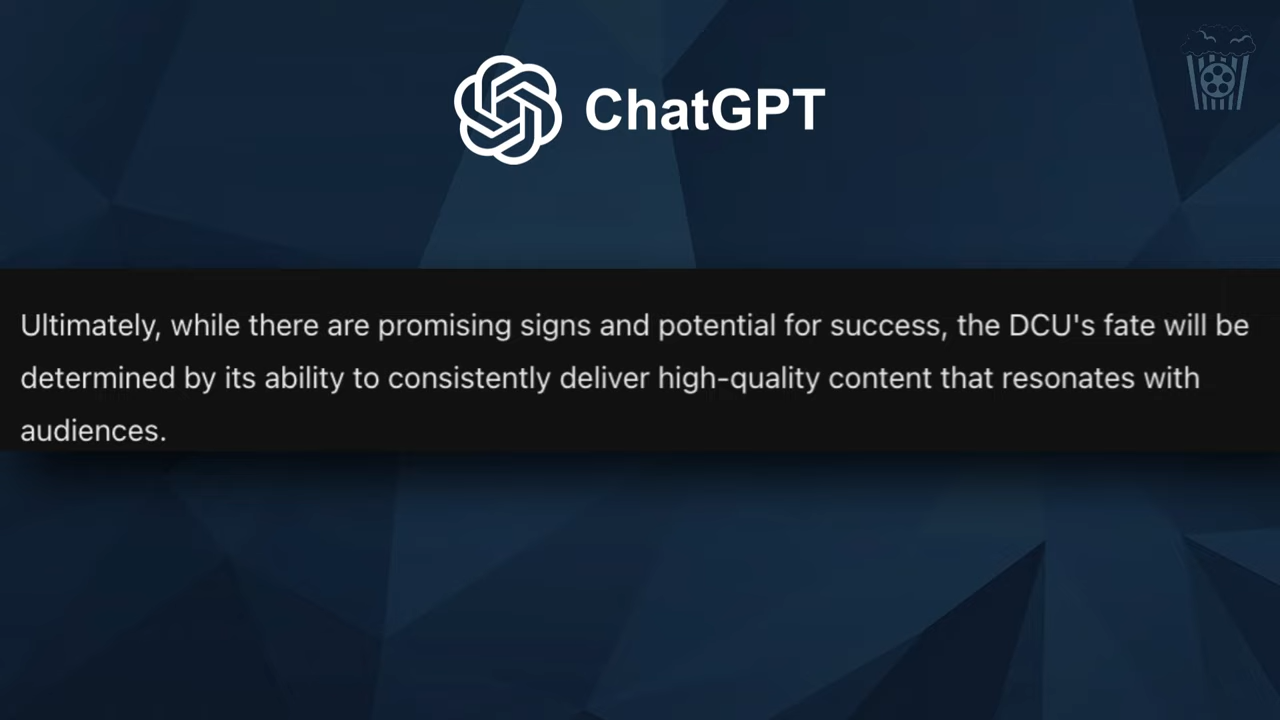 ChatGPT
Ultimately, while there are promising signs and potential for success, the DCU's fate will be
determined by its ability to consistently deliver high-quality content that resonates with
audiences.